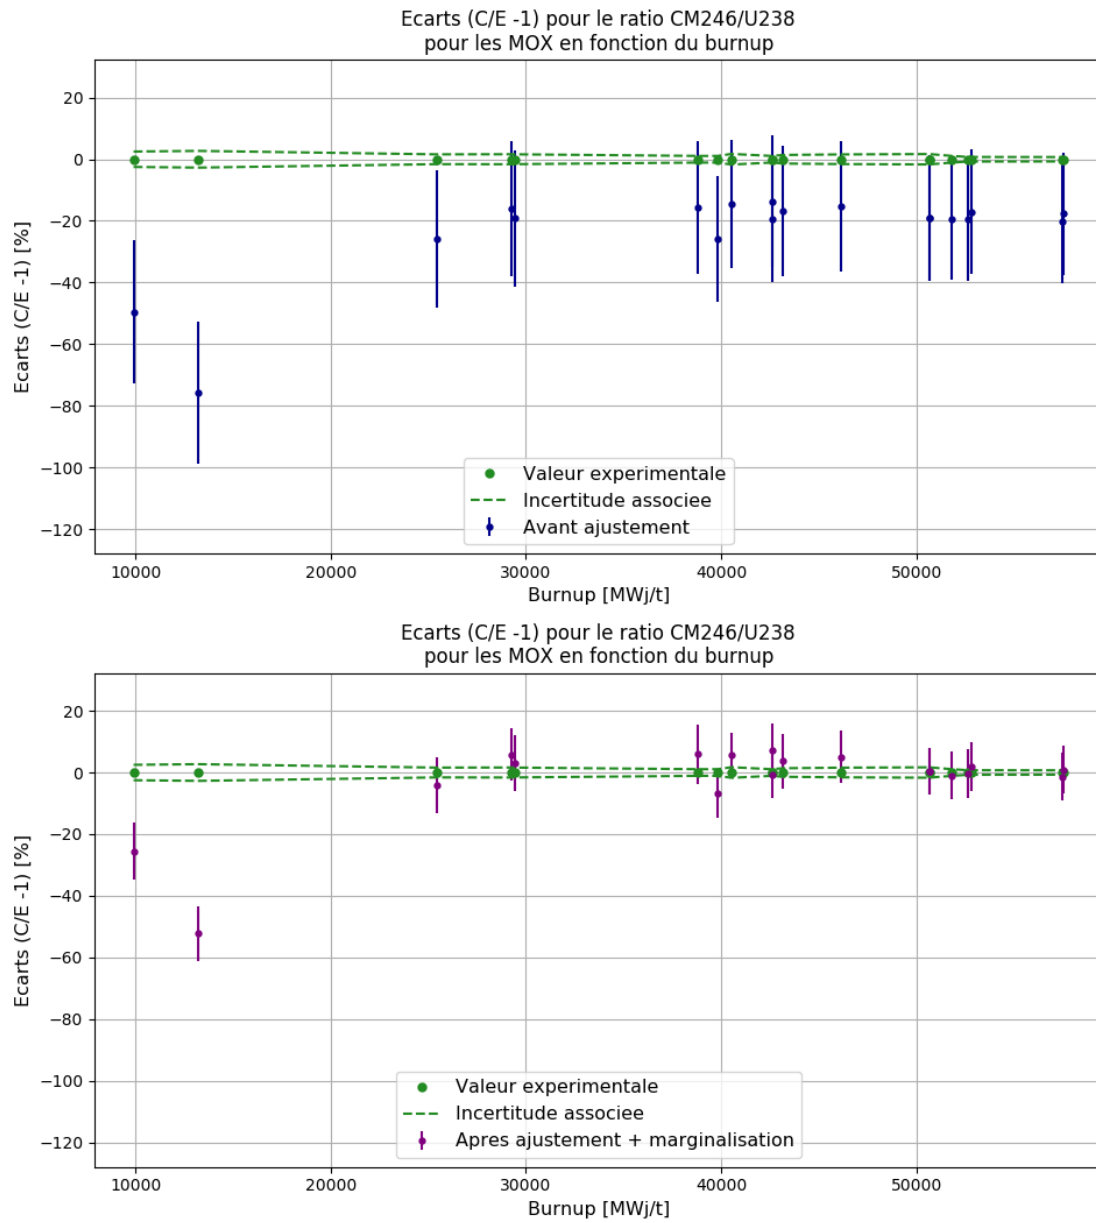 Ecarts (C/E -1) pour le ratio CM246/U238
pour les MOX en fonction du burnup
Ecarts (C/E -1) [%]
20
0
−20
−40
−60
−80
−100
−120
Valeur experimentale
Incertitude associee
Avant ajustement
10000
20000
30000
40000
50000
Burnup [MWj/t]
Ecarts (C/E -1) pour le ratio CM246/U238
pour les MOX en fonction du burnup
Ecarts (C/E -1) [%]
20
0
−20
−40
−60
−80
−100
−120
Valeur experimentale
Incertitude associee
Apres ajustement + marginalisation
10000
20000
30000
40000
50000
Burnup [MWj/t]